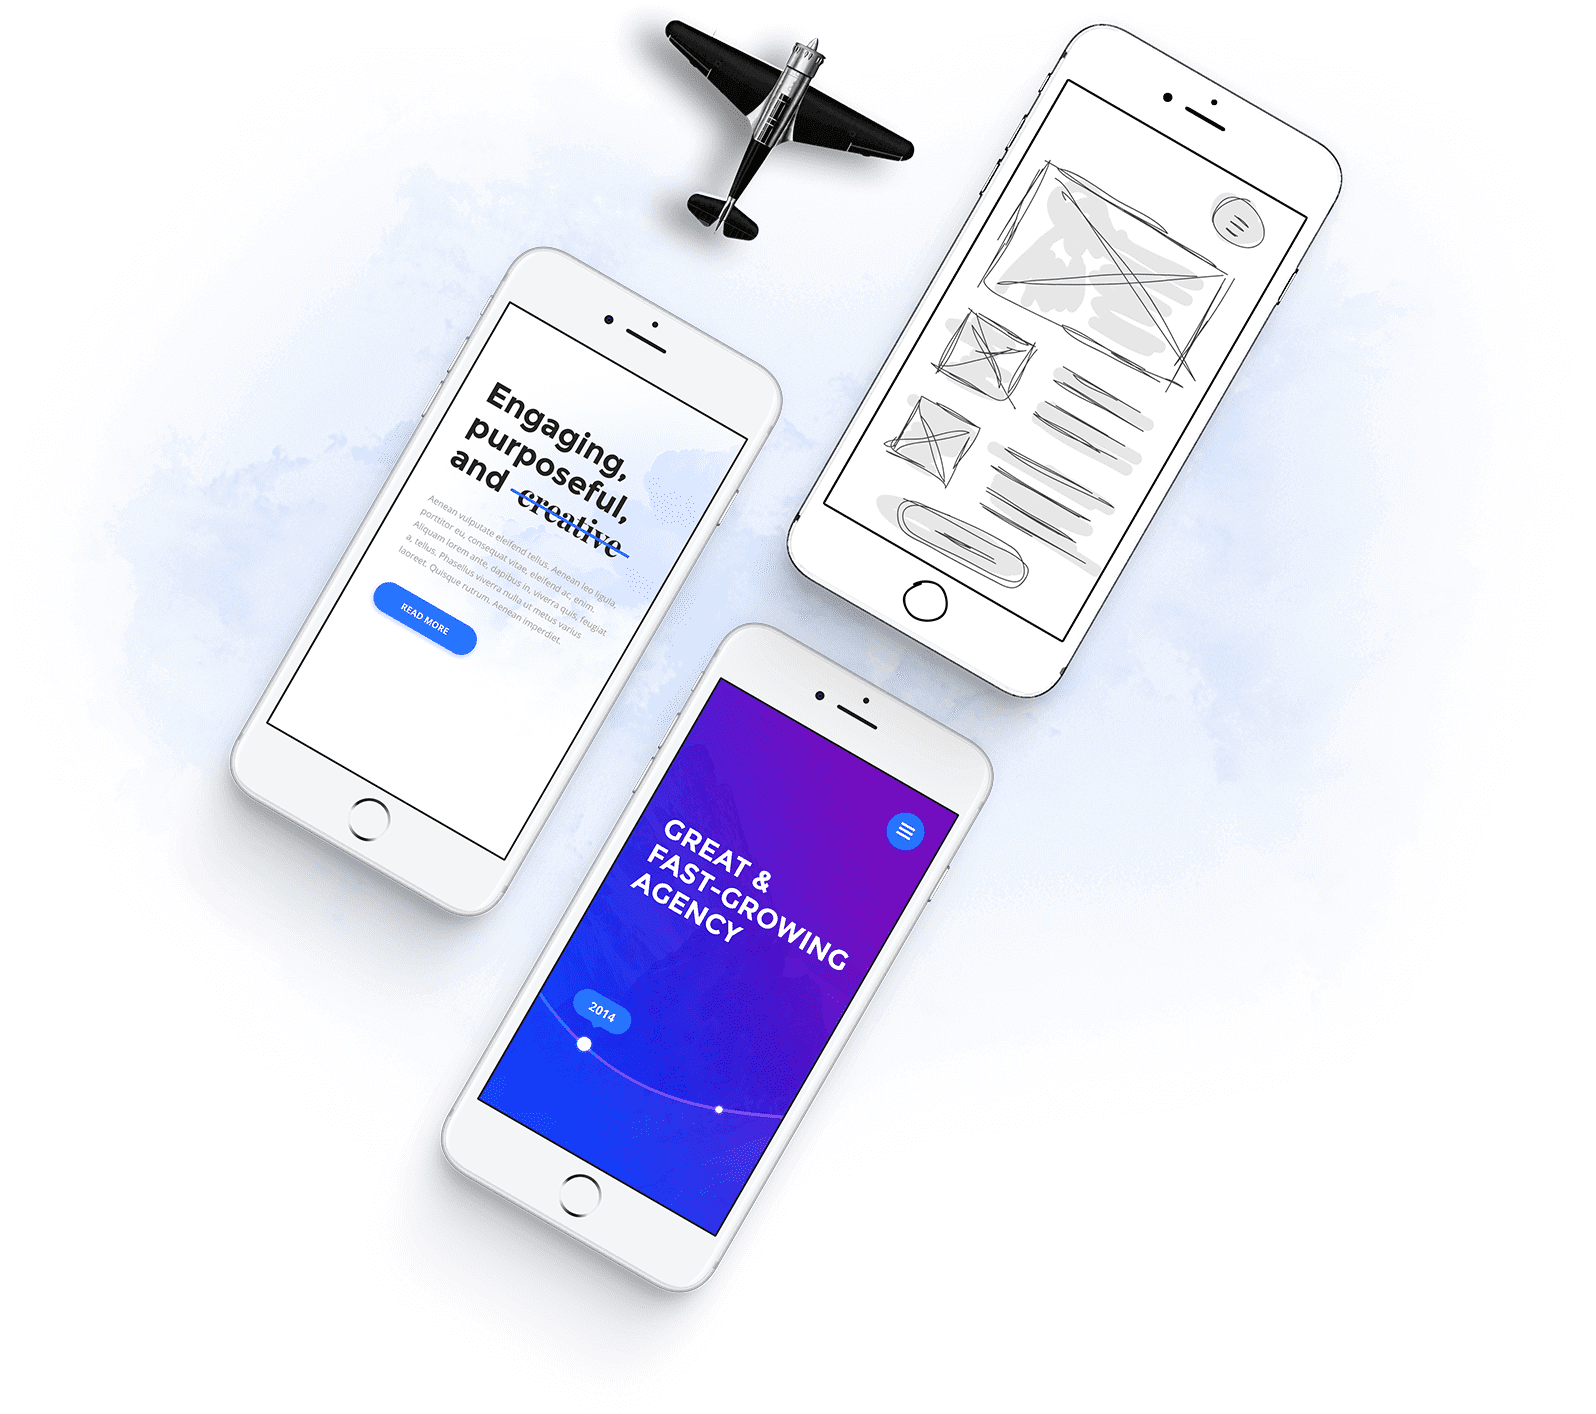 Engaging,
purposeful,
and creative
Aenean vulputate eleifend tellus. Aenean leo ligula,
porttitor eu, consequat vitae, eleifend ac, enim.
Aliquam lorem ante, dapibus in, viverra quis, feugiat
a, tellus. Phasellus viverra nulla ut metus varius
laoreet. Quisque rutrum. Aenean imperdiet.
READ MORE
GREAT &
FAST-GROWING
AGENCY
2014